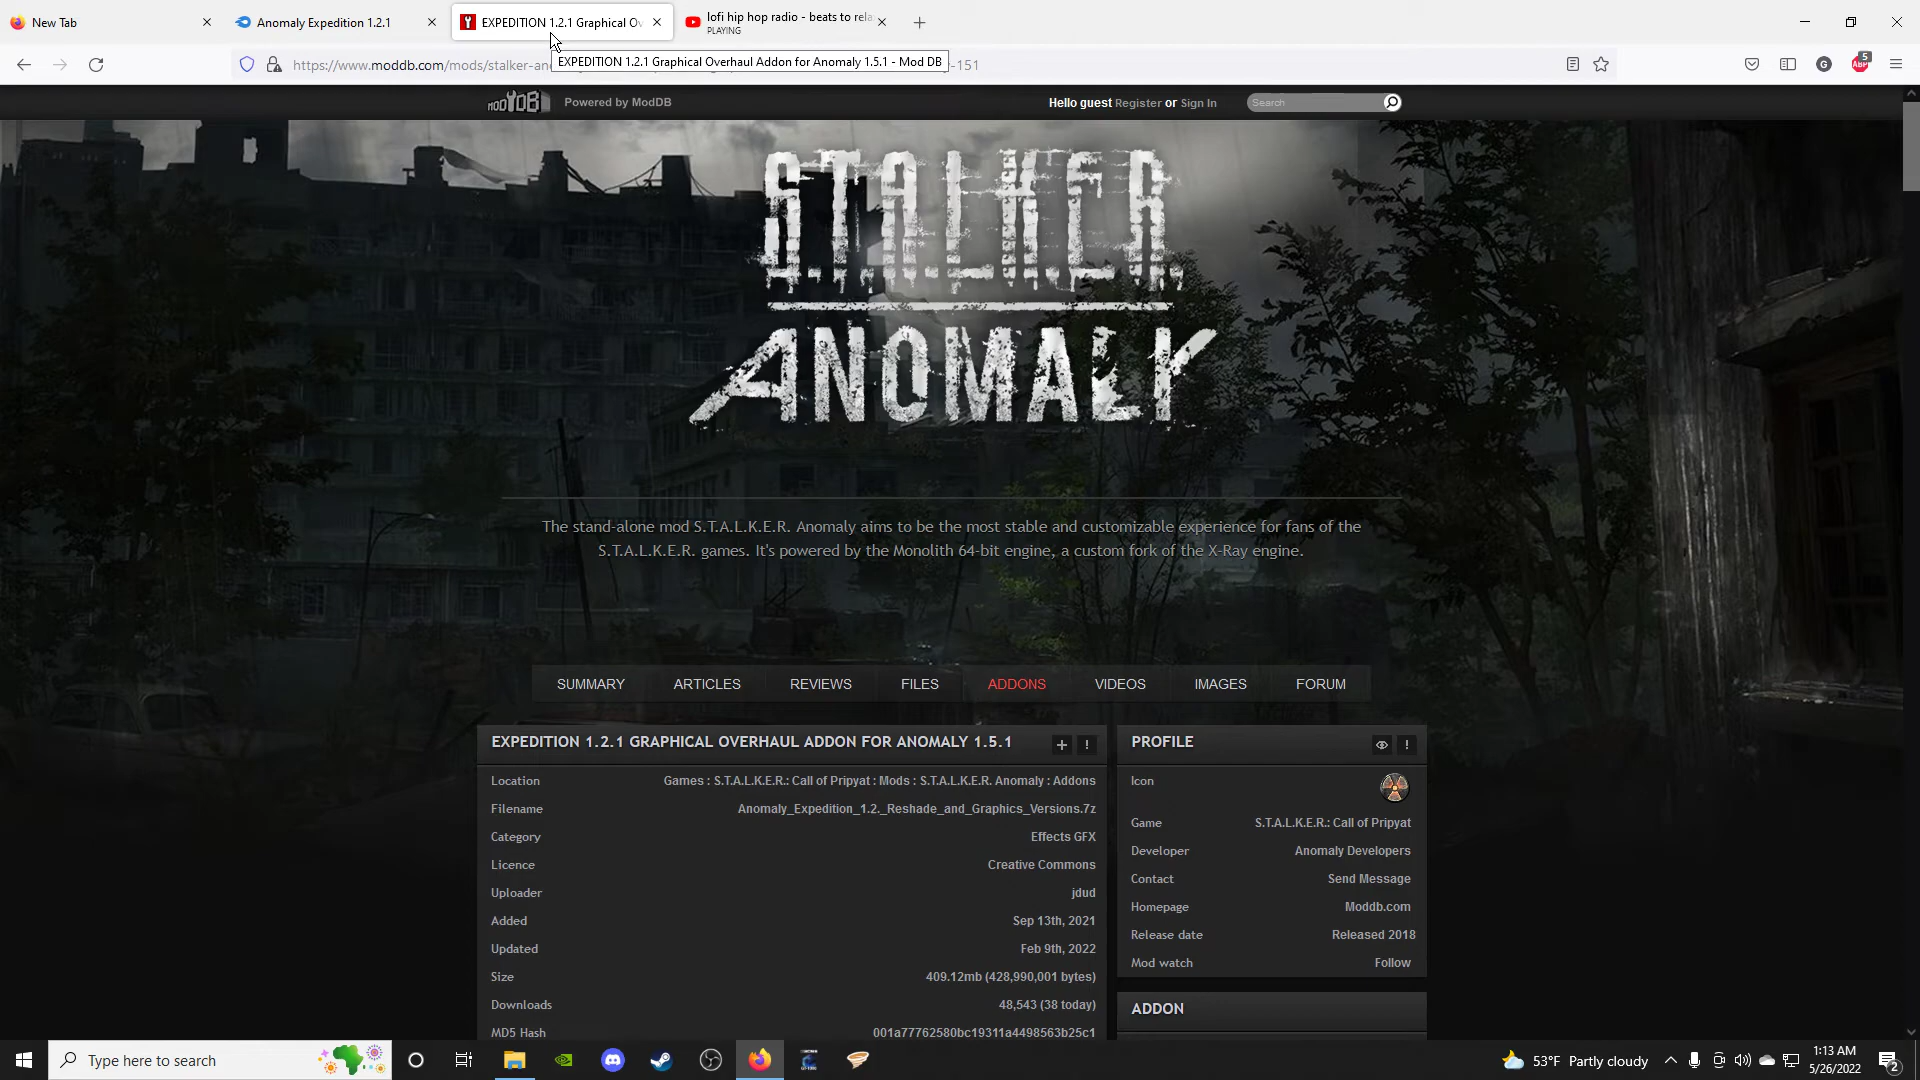 New Tab
Anomaly Expedition 1.2.1
EXPEDITION 1.2.1 Graphical Ov
lofi hip hop radio - beats to rela
PLAYING
https://www.moddb.com/mods/stalker-an
EXPEDITION 1.2.1 Graphical Overhaul Addon for Anomaly 1.5.1 - Mod DB
-151
G
ABP
5
MODDB
Powered by ModDB
Hello guest Register or Sign In
Search
S.T.A.L.K.E.R.
ANOMALY
The stand-alone mod S.T.A.L.K.E.R. Anomaly aims to be the most stable and customizable experience for fans of the
S.T.A.L.K.E.R. games. It's powered by the Monolith 64-bit engine, a custom fork of the X-Ray engine.
SUMMARY ARTICLES REVIEWS FILES ADDONS VIDEOS IMAGES FORUM
EXPEDITION 1.2.1 GRAPHICAL OVERHAUL ADDON FOR ANOMALY 1.5.1
Location Games : S.T.A.L.K.E.R.: Call of Pripyat : Mods : S.T.A.L.K.E.R. Anomaly : Addons
Filename Anomaly_Expedition_1.2._Reshade_and_Graphics_Versions.7z
Category Effects GFX
Licence Creative Commons
Uploader jdud
Added Sep 13th, 2021
Updated Feb 9th, 2022
Size 409.12mb (428,990,001 bytes)
Downloads 48,543 (38 today)
MD5 Hash 001a77762580bc19311a4498563b25c1
PROFILE
Icon
Game S.T.A.L.K.E.R.: Call of Pripyat
Developer Anomaly Developers
Contact Send Message
Homepage Moddb.com
Release date Released 2018
Mod watch Follow
ADDON
Type here to search
53°F Partly cloudy
1:13 AM
5/26/2022
2